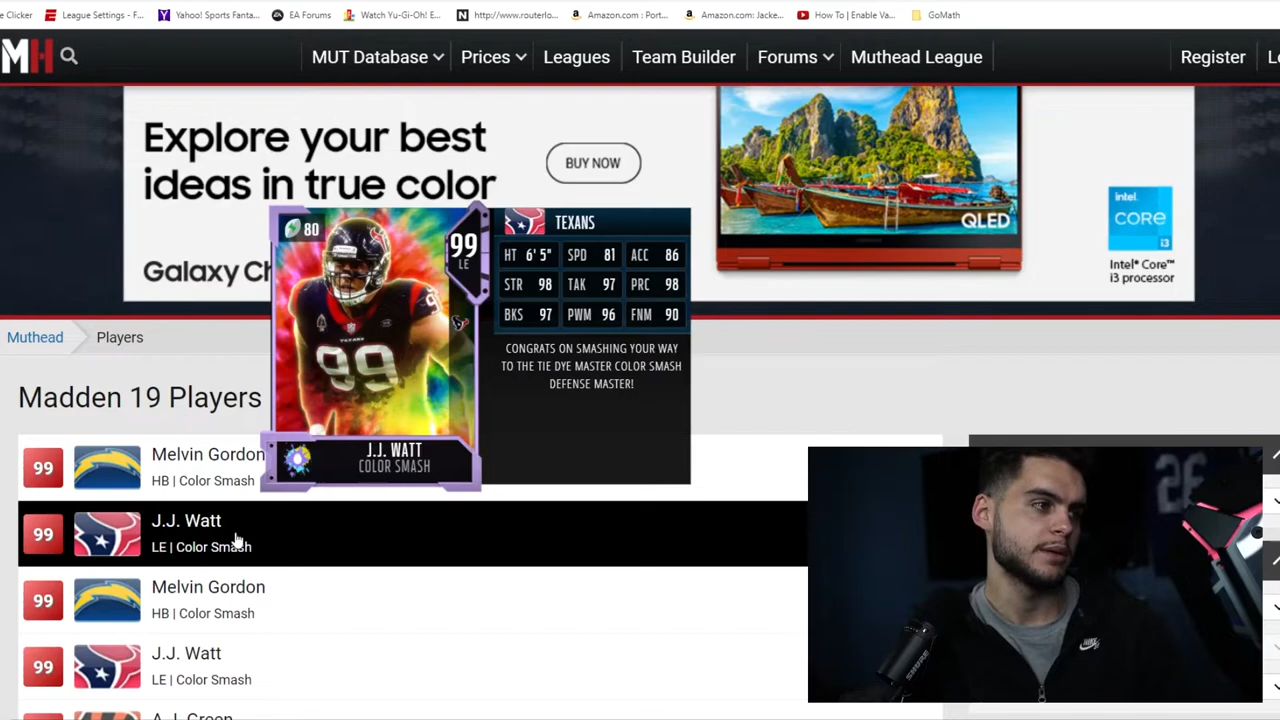 e Clicker
League Settings - F...
Yahoo! Sports Fanta...
EA Forums
Watch Yu-Gi-Oh! E...
http://www.routerlo...
Amazon.com : Port...
Amazon.com: Jacke...
How To | Enable Va...
GoMath
MH
MUT Database
Prices
Leagues
Team Builder
Forums
Muthead League
Register
Explore your best
ideas in true color
BUY NOW
QLED
Galaxy Ch
intel.
CORE
i3
Intel® Core™
i3 processor
80
99
LE
99
J.J. WATT
COLOR SMASH
TEXANS
HT 6' 5" SPD 81 ACC 86
STR 98 TAK 97 PRC 98
BKS 97 PWM 96 FNM 90
CONGRATS ON SMASHING YOUR WAY
TO THE TIE DYE MASTER COLOR SMASH
DEFENSE MASTER!
Muthead
Players
Madden 19 Players
99
Melvin Gordon
HB | Color Smash
99
J.J. Watt
LE | Color Smash
99
Melvin Gordon
HB | Color Smash
99
J.J. Watt
LE | Color Smash
A.J. Green
SHURE